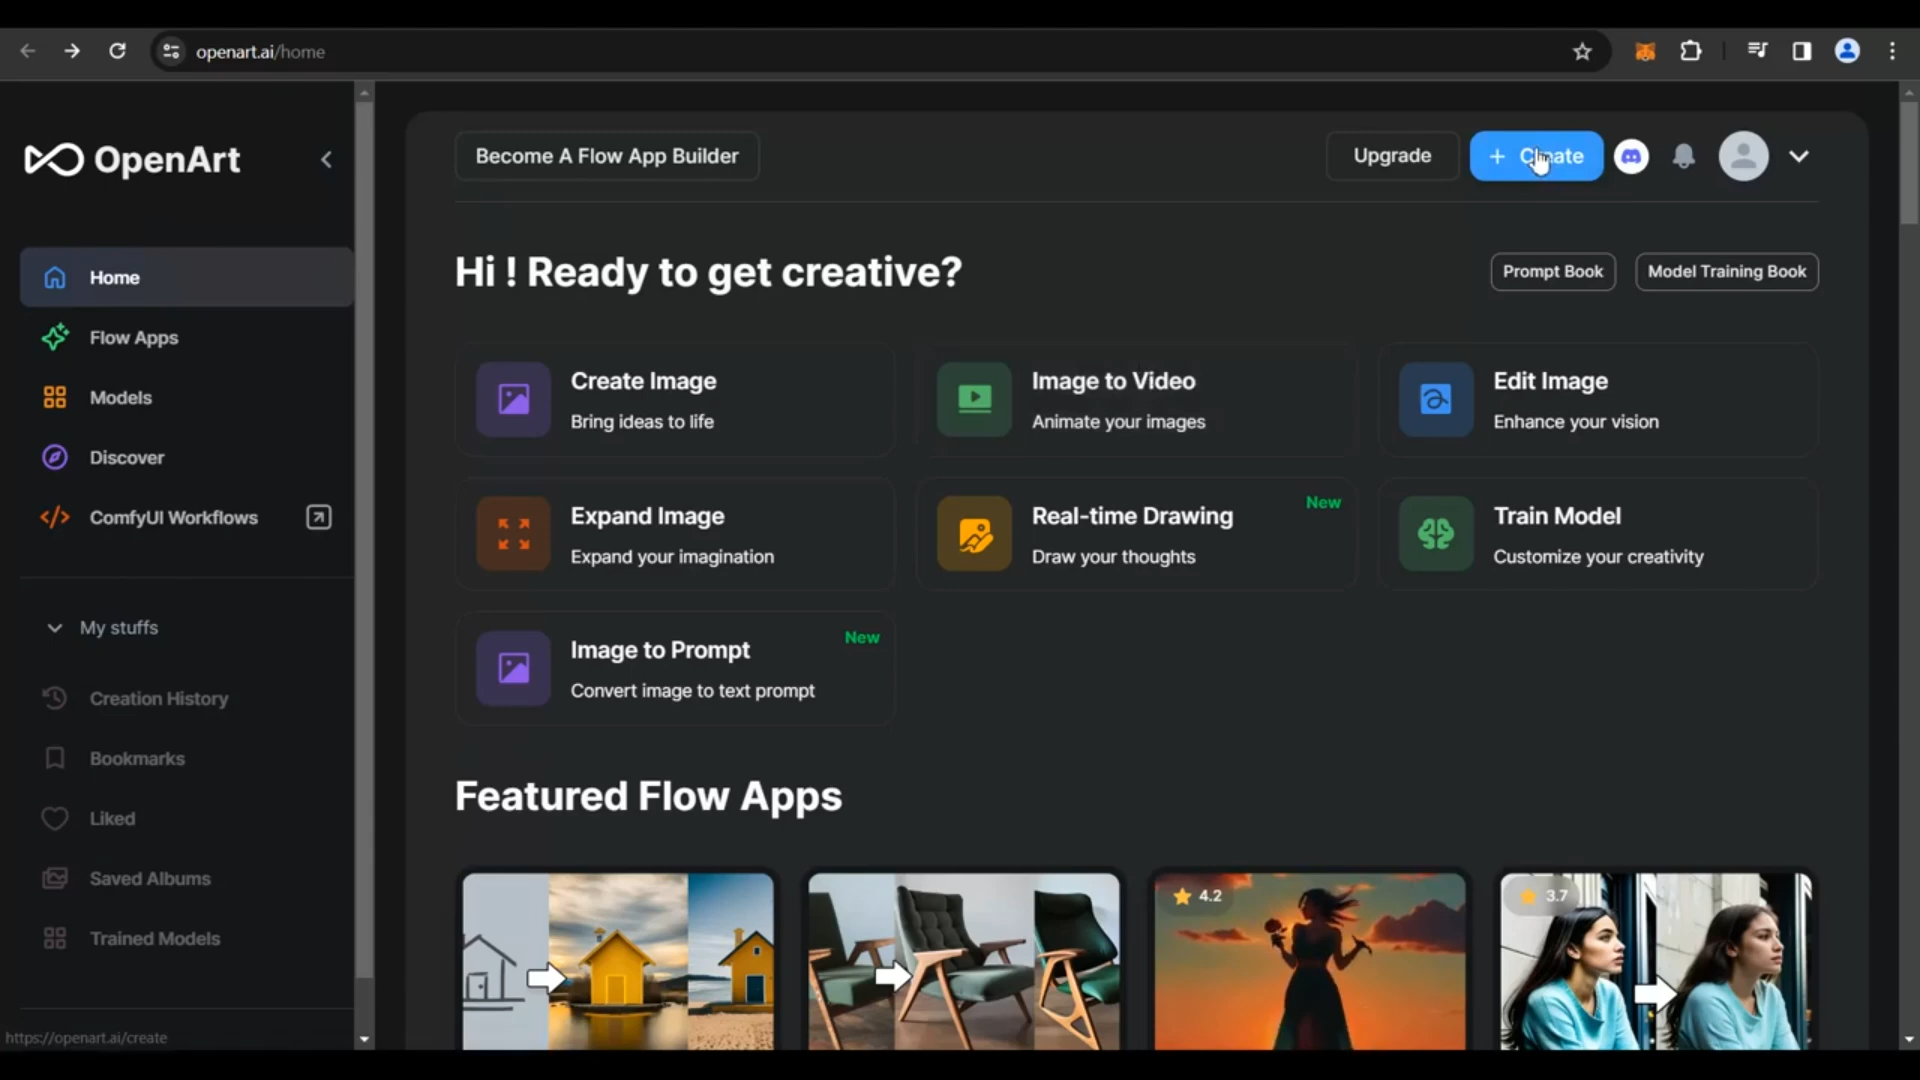 openart.ai/home
OpenArt
Become A Flow App Builder
Upgrade
+ Create
Home
Flow Apps
Models
Discover
ComfyUI Workflows
My stuffs
Creation History
Bookmarks
Liked
Saved Albums
Trained Models
https://openart.ai/create
Hi ! Ready to get creative?
Prompt Book
Model Training Book
Create Image
Bring ideas to life
Image to Video
Animate your images
Edit Image
Enhance your vision
Expand Image
Expand your imagination
Real-time Drawing
New
Draw your thoughts
Train Model
Customize your creativity
Image to Prompt
New
Convert image to text prompt
Featured Flow Apps
4.2
3.7